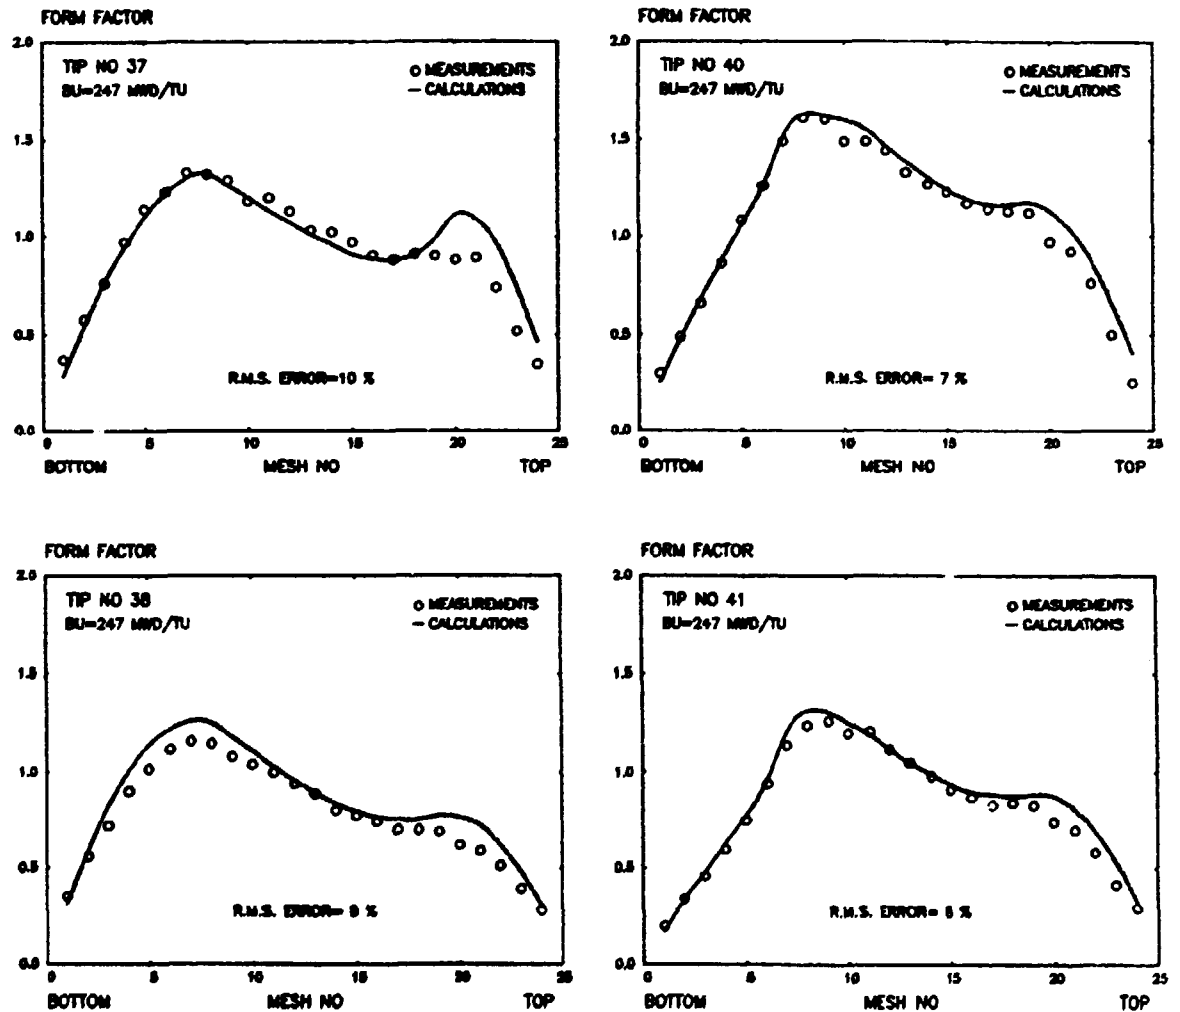 FORM FACTOR
2.0
TIP NO 37
BU=247 MWD/TU
O MEASUREMENTS
— CALCULATIONS
1.5
1.0
0.5
R.M.S. ERROR=10 %
0.0
0 5 10 15 20 25
BOTTOM MESH NO TOP
FORM FACTOR
2.0
TIP NO 40
BU=247 MWD/TU
O MEASUREMENTS
— CALCULATIONS
1.5
1.0
0.5
R.M.S. ERROR= 7 %
0.0
0 5 10 15 20 25
BOTTOM MESH NO TOP
FORM FACTOR
2.0
TIP NO 38
BU=247 MWD/TU
O MEASUREMENTS
— CALCULATIONS
1.5
1.0
0.5
R.M.S. ERROR=
0.0
0 5 10 15 20 25
BOTTOM MESH NO TOP
FORM FACTOR
2.0
TIP NO 41
BU=247 MWD/TU
O MEASUREMENTS
— CALCULATIONS
1.5
1.0
0.5
R.M.S. ERROR=
0.0
0 5 10 15 20 25
BOTTOM MESH NO TOP